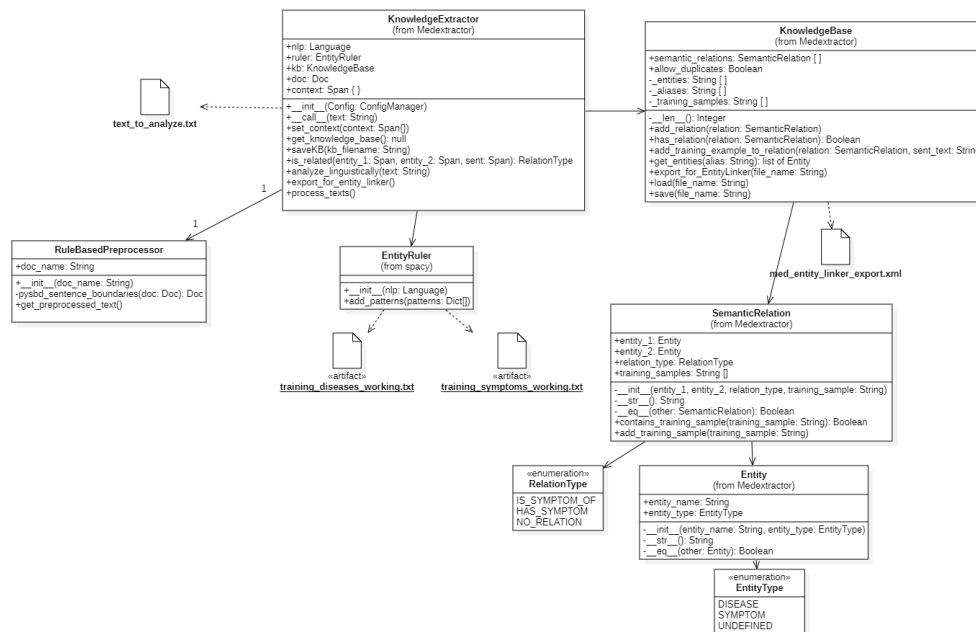 KnowledgeExtractor
(from Medextractor)
+nlp: Language
+ruler: EntityRuler
+kb: KnowledgeBase
+doc: Doc
+context: Span { }
+__init__(Config: ConfigManager)
+__call__(text: String)
+set_context(context: Span{})
+get_knowledge_base(): null
+saveKB(kb_filename: String)
+is_related(entity_1: Span, entity_2: Span, sent: Span): RelationType
+analyze_linguistically(text: String)
+export_for_entity_linker()
+process_texts()
KnowledgeBase
(from Medextractor)
+semantic_relations: SemanticRelation [ ]
+allow_duplicates: Boolean
-_entities: String [ ]
-_aliases: String [ ]
-_training_samples: String [ ]
-__len__(): Integer
+add_relation(relation: SemanticRelation)
+has_relation(relation: SemanticRelation): Boolean
+add_training_example_to_relation(relation: SemanticRelation, sent_text: Strin
+get_entities(alias: String): list of Entity
+export_for_EntityLinker(file_name: String)
+load(file_name: String)
+save(file_name: String)
text_to_analyze.txt
1
1
RuleBasedPreprocessor
+doc_name: String
+__init__(doc_name: String)
-pysbd_sentence_boundaries(doc: Doc): Doc
+get_preprocessed_text()
EntityRuler
(from spacy)
+__init__(nlp: Language)
+add_patterns(patterns: Dict[])
med_entity_linker_export.xml
«artifact»
training_diseases_working.txt
«artifact»
training_symptoms_working.txt
SemanticRelation
(from Medextractor)
+entity_1: Entity
+entity_2: Entity
+relation_type: RelationType
+training_samples: String []
-__init__(entity_1, entity_2, relation_type, training_sample: String)
-__str__(): String
-__eq__(other: SemanticRelation): Boolean
+contains_training_sample(training_sample: String): Boolean
+add_training_sample(training_sample: String)
«enumeration»
RelationType
IS_SYMPTOM_OF
HAS_SYMPTOM
NO_RELATION
Entity
(from Medextractor)
+entity_name: String
+entity_type: EntityType
-__init__(entity_name: String, entity_type: EntityType)
-__str__(): String
-__eq__(other: Entity): Boolean
«enumeration»
EntityType
DISEASE
SYMPTOM
UNDEFINED